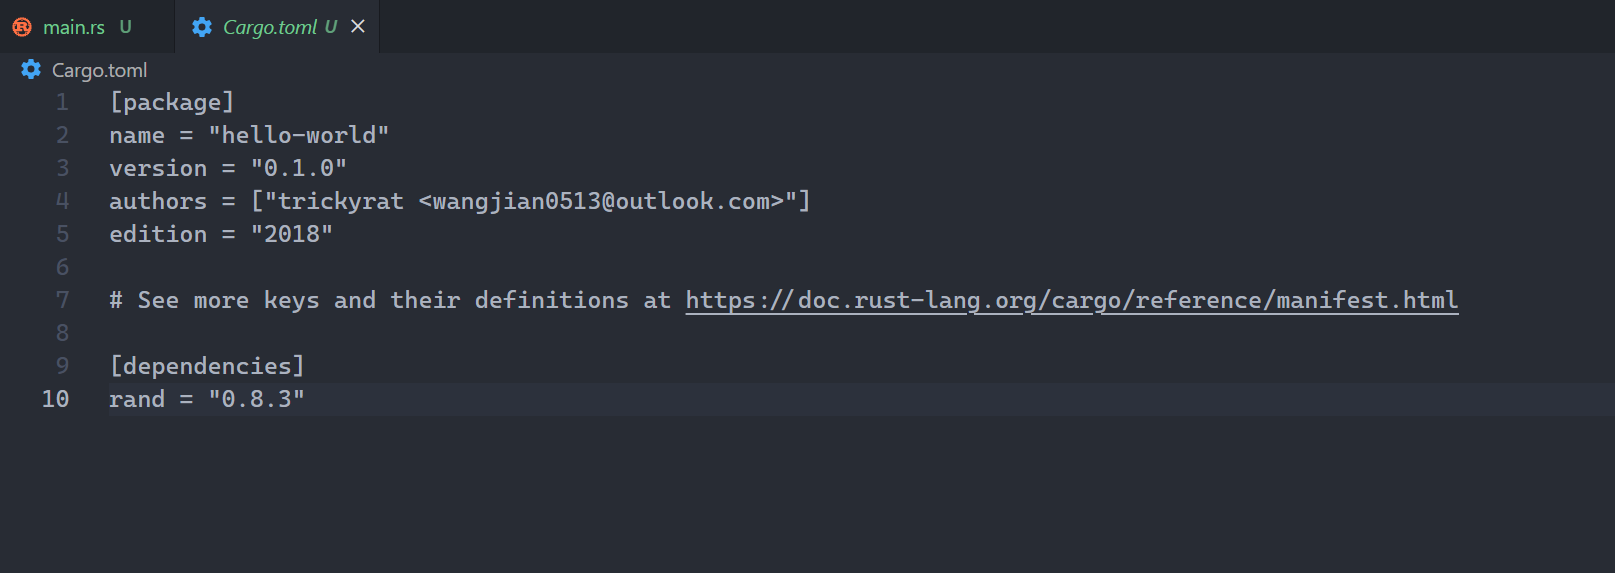 main.rs U Cargo.toml U
Cargo.toml
1 [package]
2 name = "hello-world"
3 version = "0.1.0"
4 authors = ["trickyrat <wangjian0513@outlook.com>"]
5 edition = "2018"
6
7 # See more keys and their definitions at https://doc.rust-lang.org/cargo/reference/manifest.html
8
9 [dependencies]
10 rand = "0.8.3"